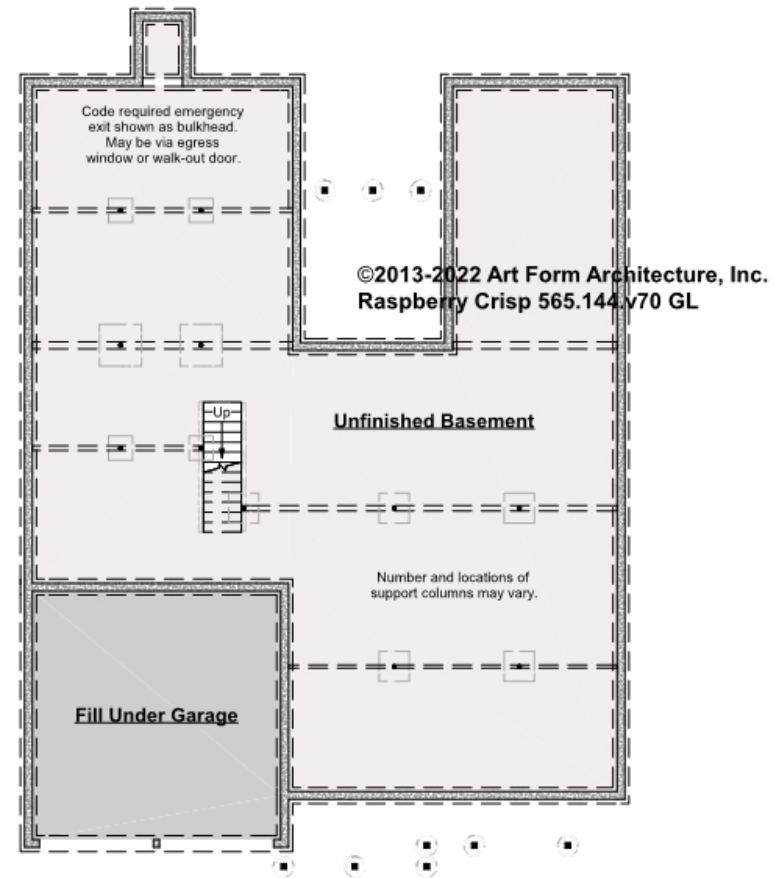 Code required emergency
exit shown as bulkhead.
May be via egress
window or walk-out door.
©2013-2022 Art Form Architecture, Inc.
Raspberry Crisp 565.144.v70 GL
Up
Unfinished Basement
Number and locations of
support columns may vary.
Fill Under Garage